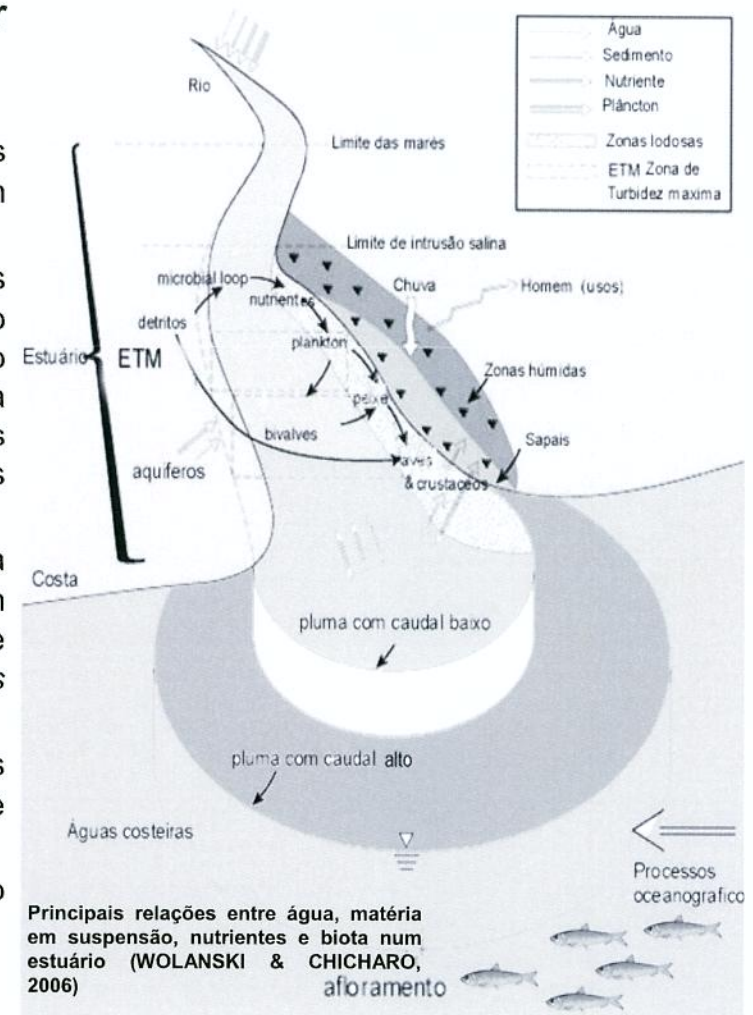 Água
Sedimento
Nutriente
Plâncton
Zonas lodosas
ETM Zona de
Turbidez maxima
Rio
Limite das marés
Limite de intrusão salina
Chuva
Homem (usos)
microbial loop
nutrientes
detritos
plankton
Estuário
ETM
peixe
Zonas húmidas
bivalves
Sapais
aves
& crustaceos
aquíferos
Costa
pluma com caudal baixo
pluma com caudal alto
Águas costeiras
Processos
oceanografico
Principais relações entre água, matéria
em suspensão, nutrientes e biota num
estuário (WOLANSKI & CHICHARO,
2006)
afloramento